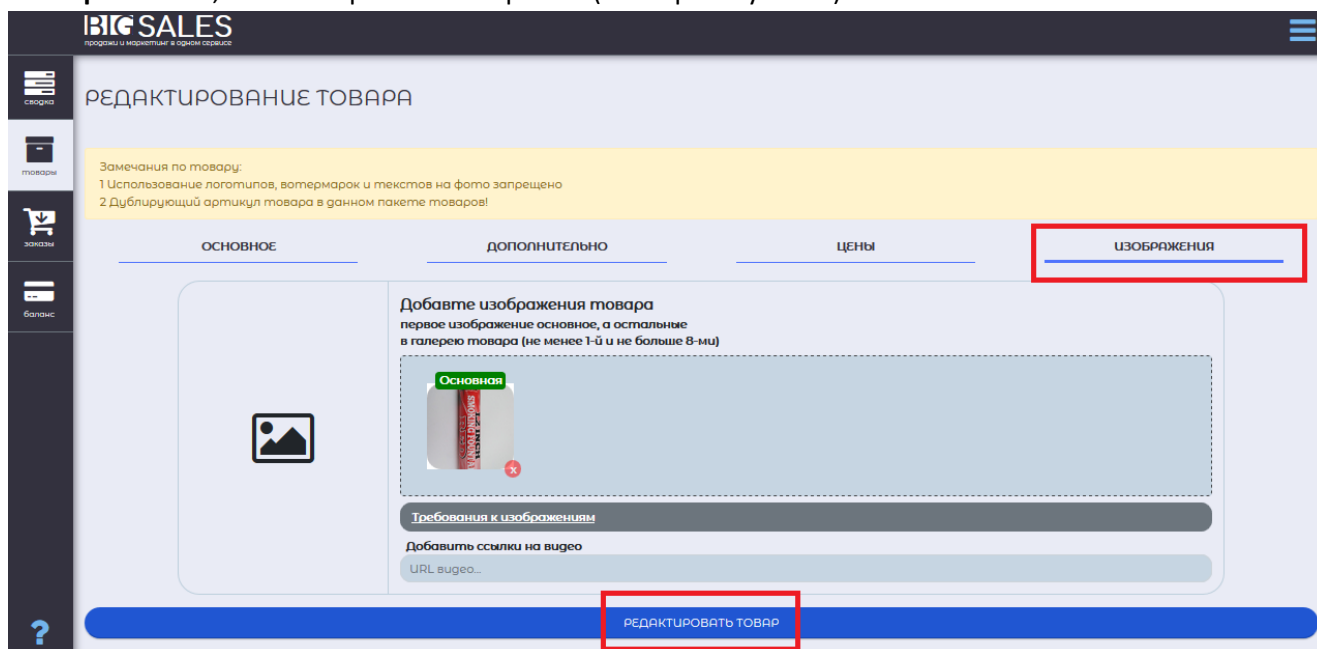 BIG SALES
продажи и маркетинг в одном сервисе
сводка
РЕДАКТИРОВАНИЕ ТОВАРА
товары
Замечания по товару:
1 Использование логотипов, вотермарок и текстов на фото запрещено
2 Дублирующий артикул товара в данном пакете товаров!
заказы
ОСНОВНОЕ ДОПОЛНИТЕЛЬНО ЦЕНЫ ИЗОБРАЖЕНИЯ
баланс
Добавте изображения товара
первое изображение основное, а остальные
в галерею товара (не менее 1-й и не больше 8-ми)
Основная
SMOKING
x
Требования к изображениям
Добавить ссылки на видео
URL видео...
РЕДАКТИРОВАТЬ ТОВАР
?